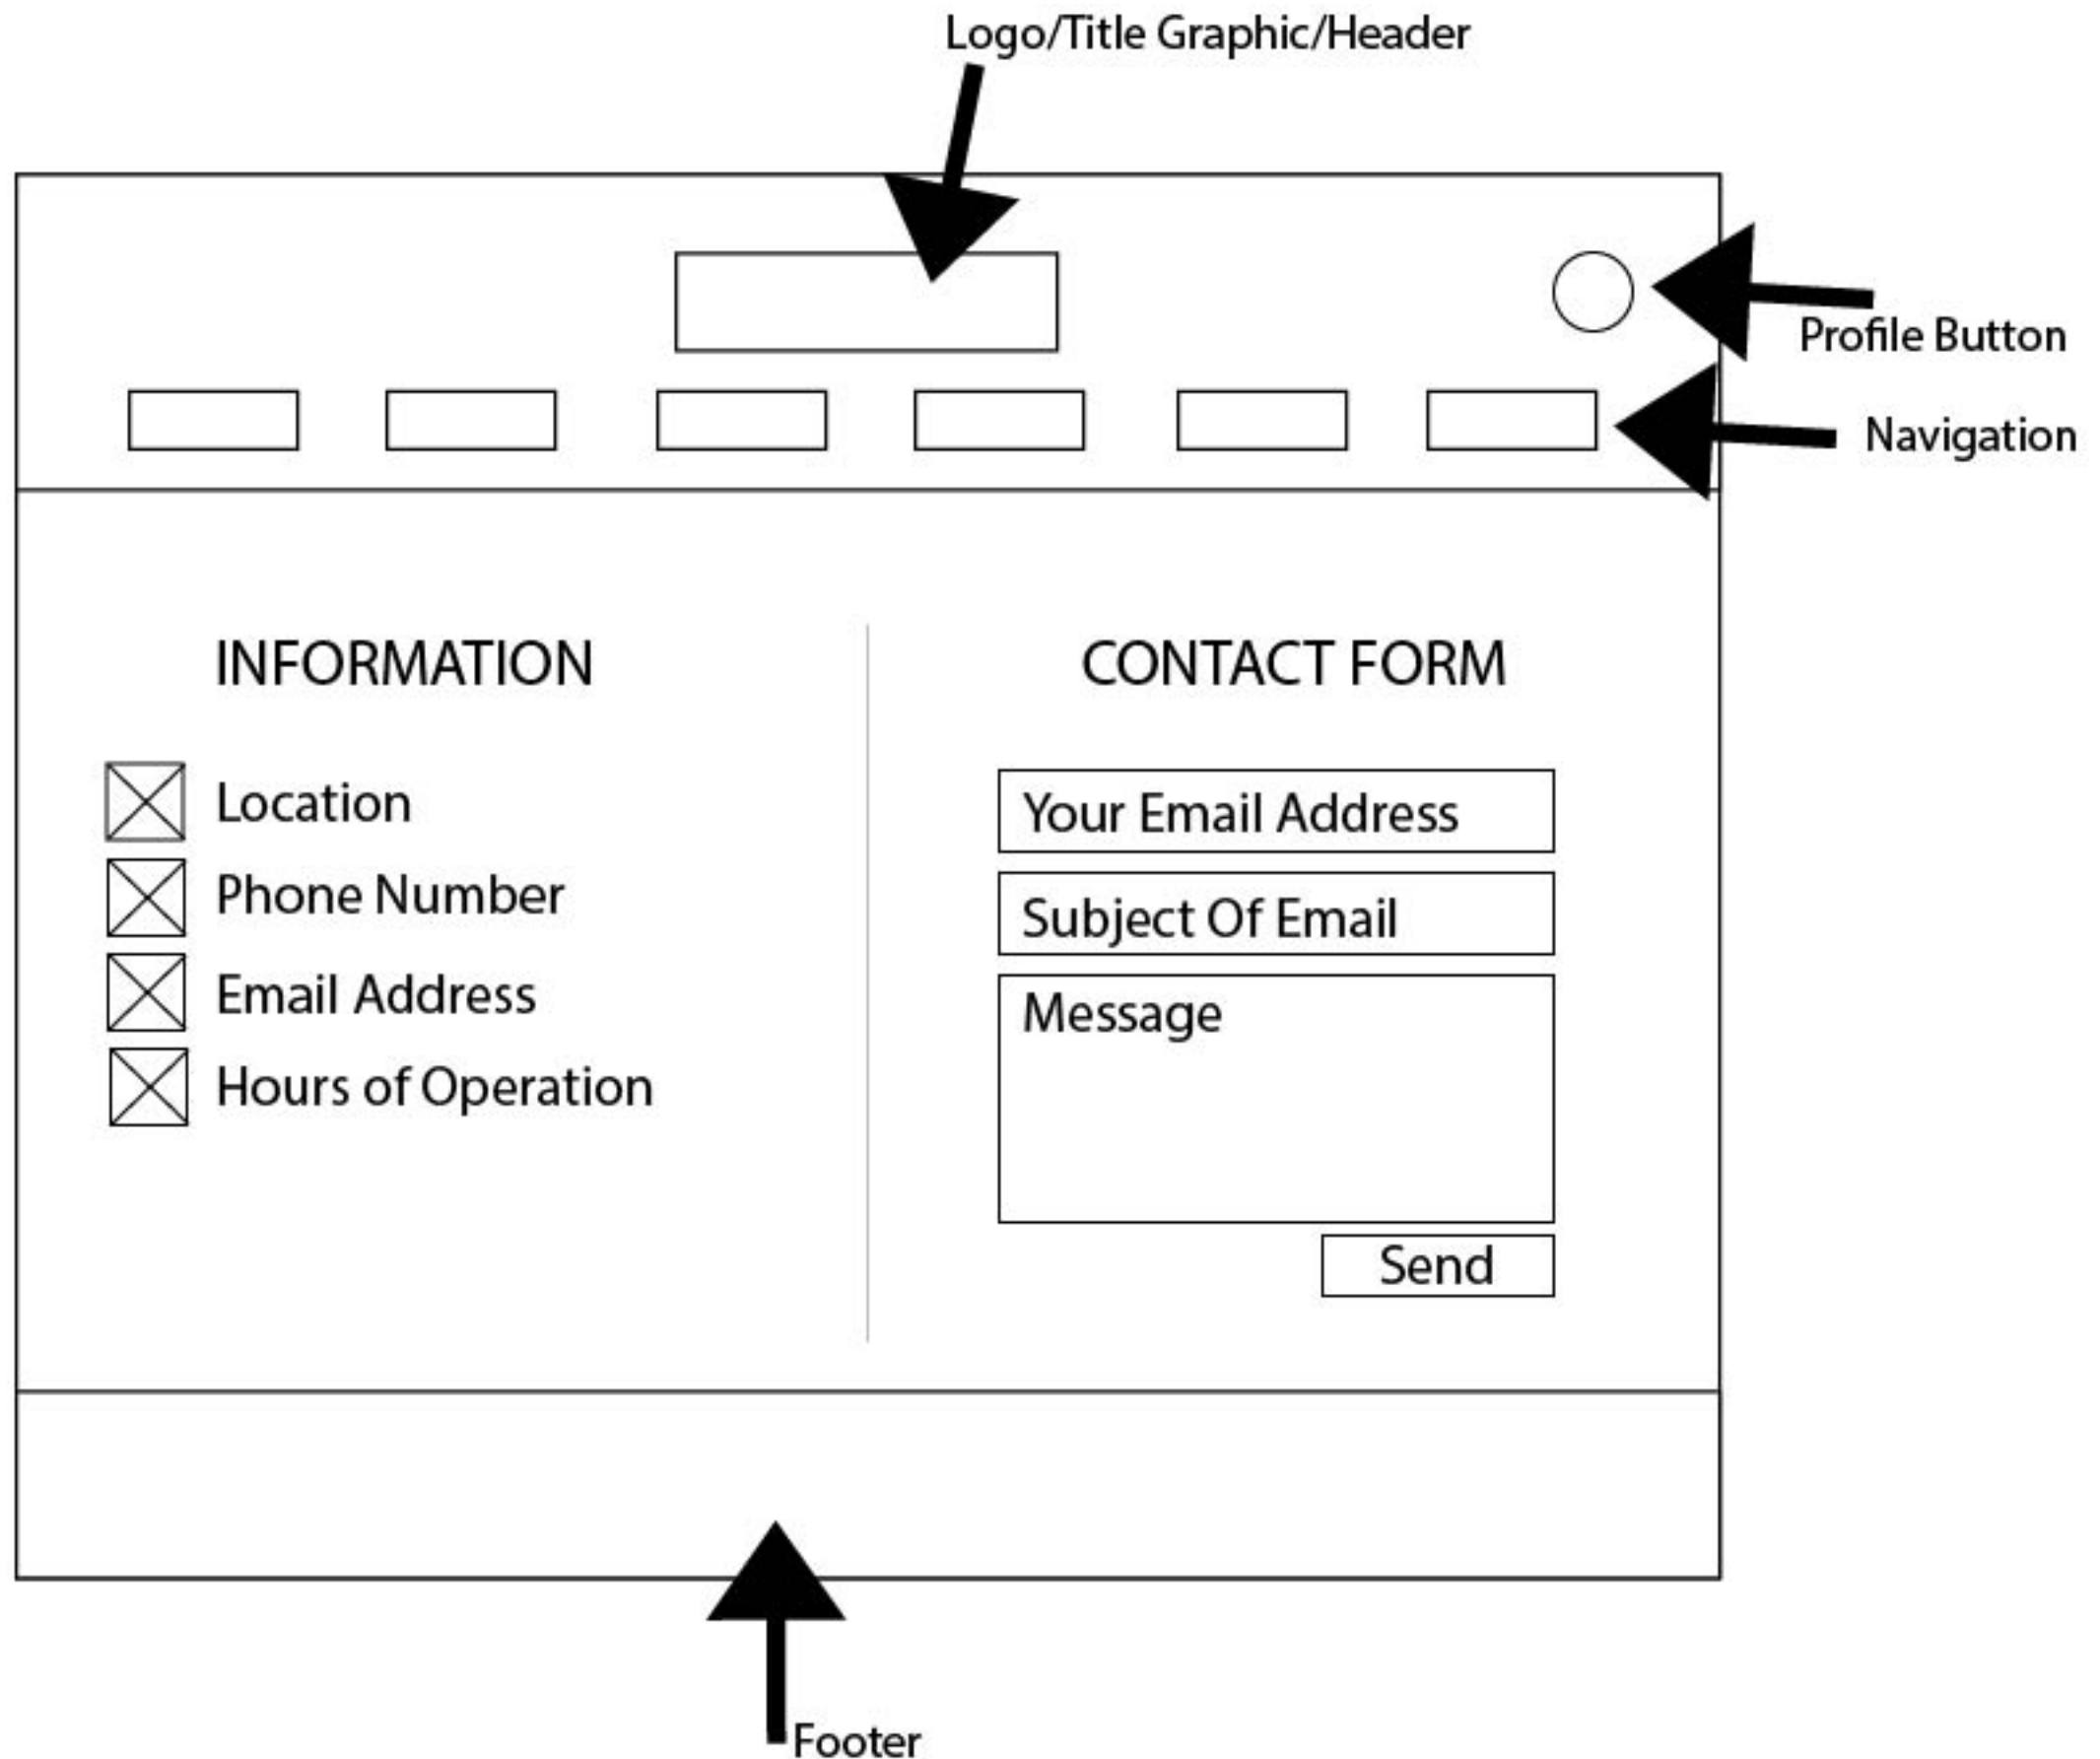 Logo/Title Graphic/Header
Profile Button
Navigation
INFORMATION
Location
Phone Number
Email Address
Hours of Operation
CONTACT FORM
Your Email Address
Subject Of Email
Message
Send
Footer